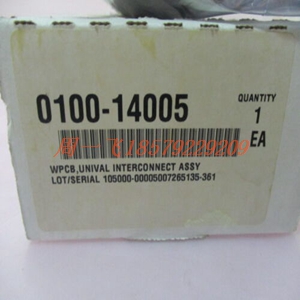 0100-14005
QUANTITY
1
EA
WPCB,UNIVAL INTERCONNECT ASSY
LOT/SERIAL 105000-00005007265135-361